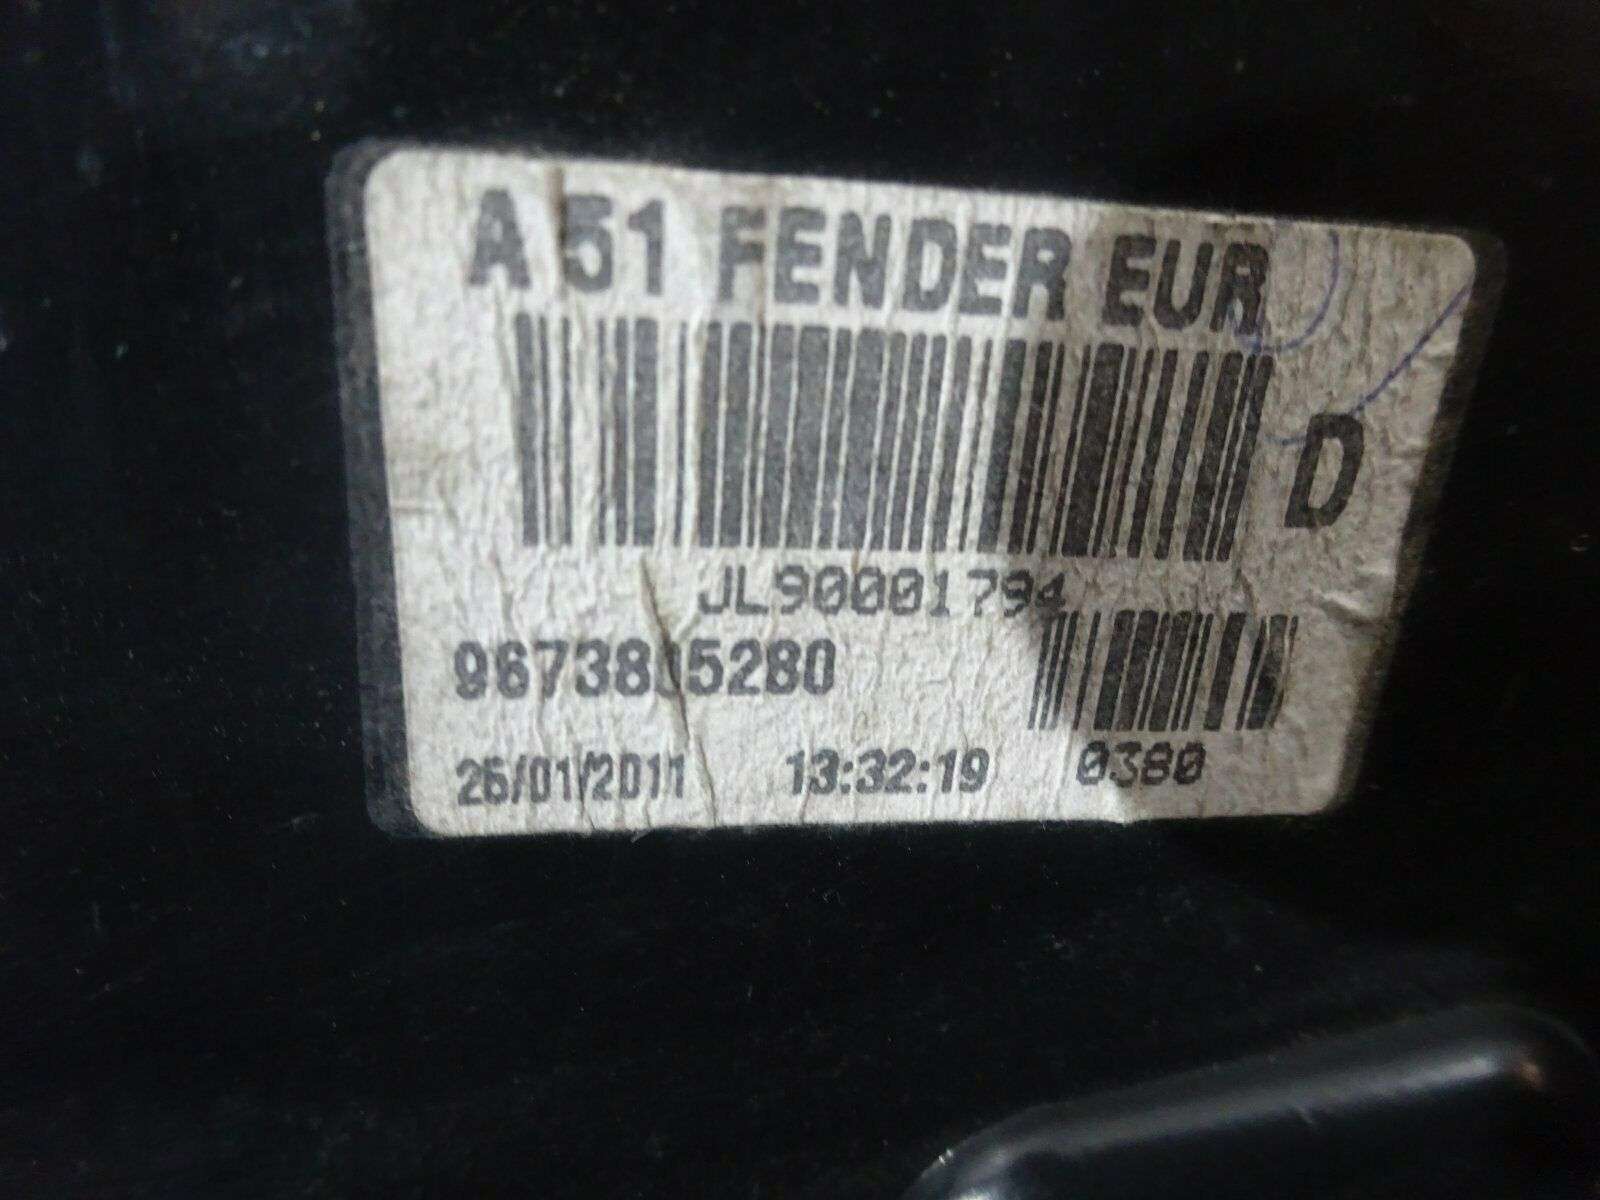 A 51 FENDER EUR
D
JL90001794
9673805280
26/01/2011 13:32:19 0380